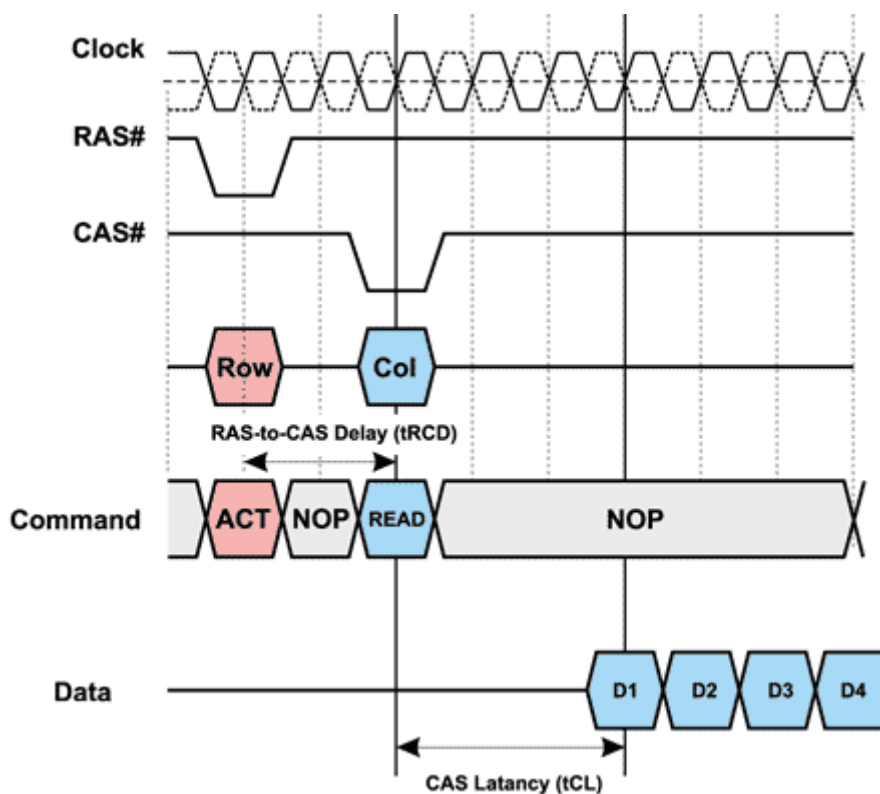 Clock
RAS#
CAS#
Row Col
RAS-to-CAS Delay (tRCD)
Command ACT NOP READ NOP
Data D1 D2 D3 D4
CAS Latancy (tCL)